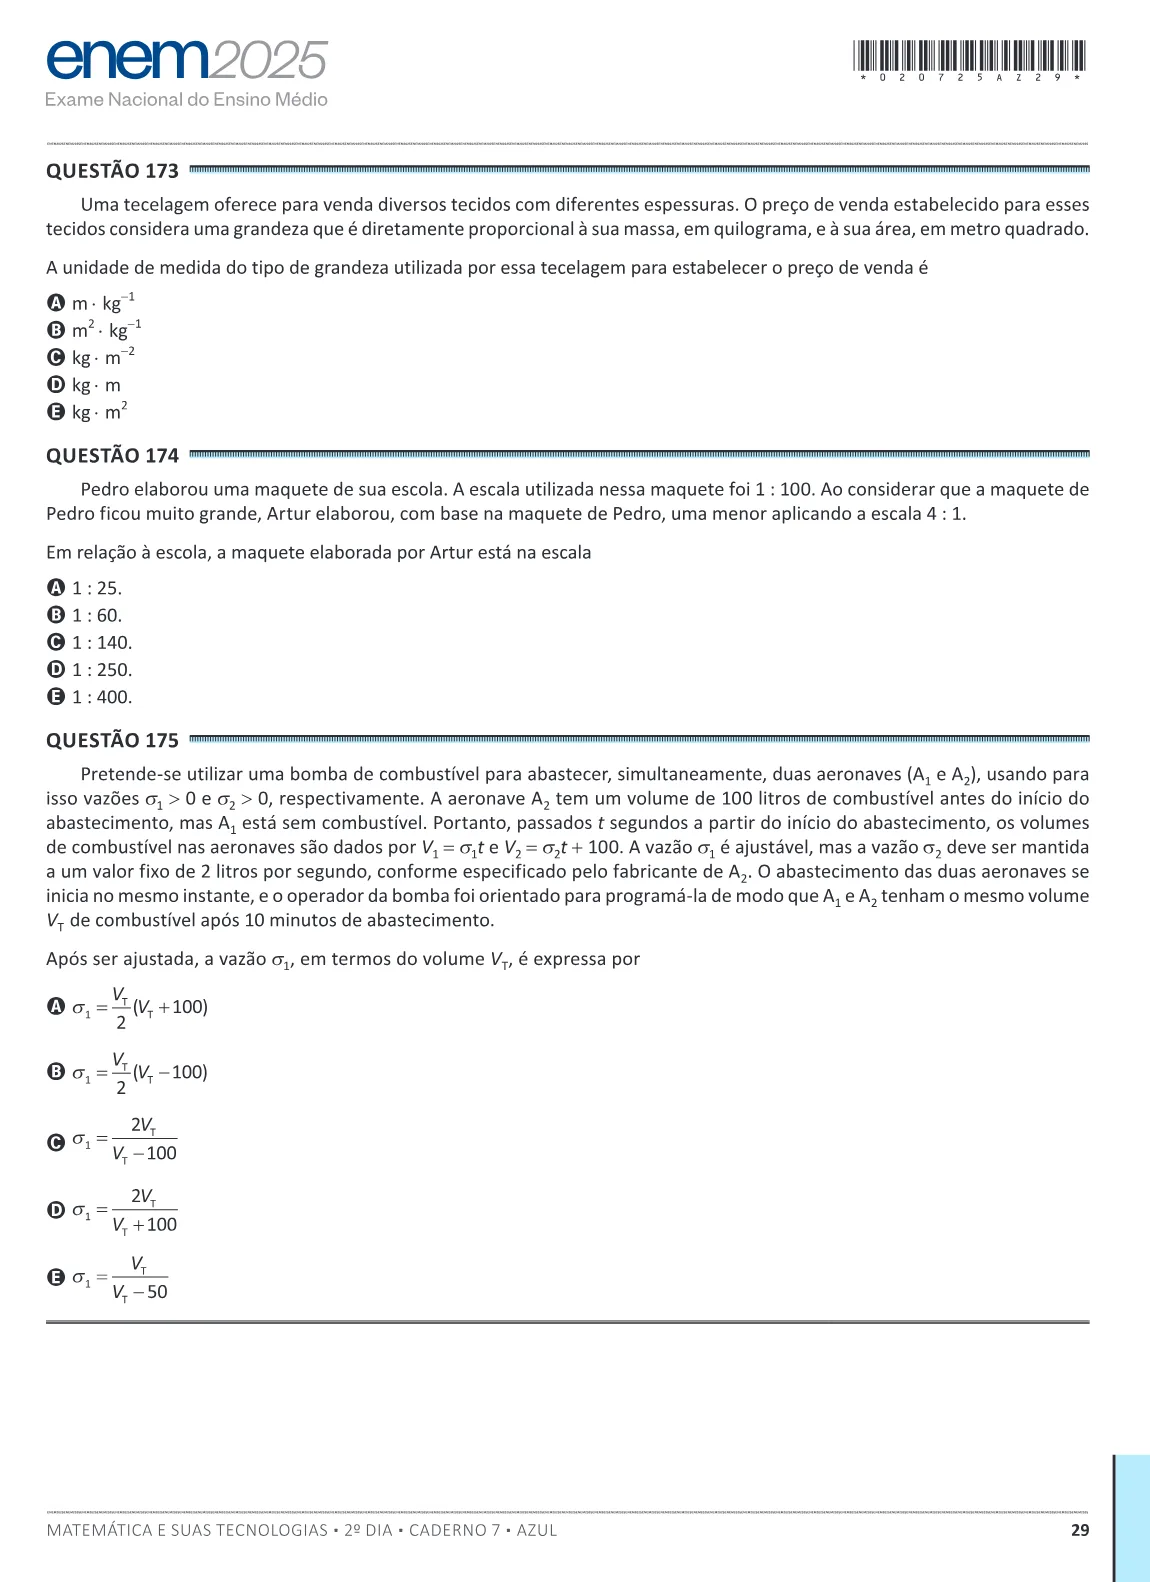 enem2025
Exame Nacional do Ensino Médio
*020725AZ29*
QUESTÃO 173
Uma tecelagem oferece para venda diversos tecidos com diferentes espessuras. O preço de venda estabelecido para esses
tecidos considera uma grandeza que é diretamente proporcional à sua massa, em quilograma, e à sua área, em metro quadrado.
A unidade de medida do tipo de grandeza utilizada por essa tecelagem para estabelecer o preço de venda é
A m · kg⁻¹
B m² · kg⁻¹
C kg · m⁻²
D kg · m
E kg · m²
QUESTÃO 174
Pedro elaborou uma maquete de sua escola. A escala utilizada nessa maquete foi 1 : 100. Ao considerar que a maquete de
Pedro ficou muito grande, Artur elaborou, com base na maquete de Pedro, uma menor aplicando a escala 4 : 1.
Em relação à escola, a maquete elaborada por Artur está na escala
A 1 : 25.
B 1 : 60.
C 1 : 140.
D 1 : 250.
E 1 : 400.
QUESTÃO 175
Pretende-se utilizar uma bomba de combustível para abastecer, simultaneamente, duas aeronaves (A₁ e A₂), usando para
isso vazões σ₁ > 0 e σ₂ > 0, respectivamente. A aeronave A₂ tem um volume de 100 litros de combustível antes do início do
abastecimento, mas A₁ está sem combustível. Portanto, passados t segundos a partir do início do abastecimento, os volumes
de combustível nas aeronaves são dados por V₁ = σ₁t e V₂ = σ₂t + 100. A vazão σ₁ é ajustável, mas a vazão σ₂ deve ser mantida
a um valor fixo de 2 litros por segundo, conforme especificado pelo fabricante de A₂. O abastecimento das duas aeronaves se
inicia no mesmo instante, e o operador da bomba foi orientado para programá-la de modo que A₁ e A₂ tenham o mesmo volume
V_T de combustível após 10 minutos de abastecimento.
Após ser ajustada, a vazão σ₁, em termos do volume V_T, é expressa por
A σ₁ = V_T/2 (V_T + 100)
B σ₁ = V_T/2 (V_T − 100)
C σ₁ = 2V_T/(V_T − 100)
D σ₁ = 2V_T/(V_T + 100)
E σ₁ = V_T/(V_T − 50)
MATEMÁTICA E SUAS TECNOLOGIAS • 2º DIA • CADERNO 7 • AZUL
29